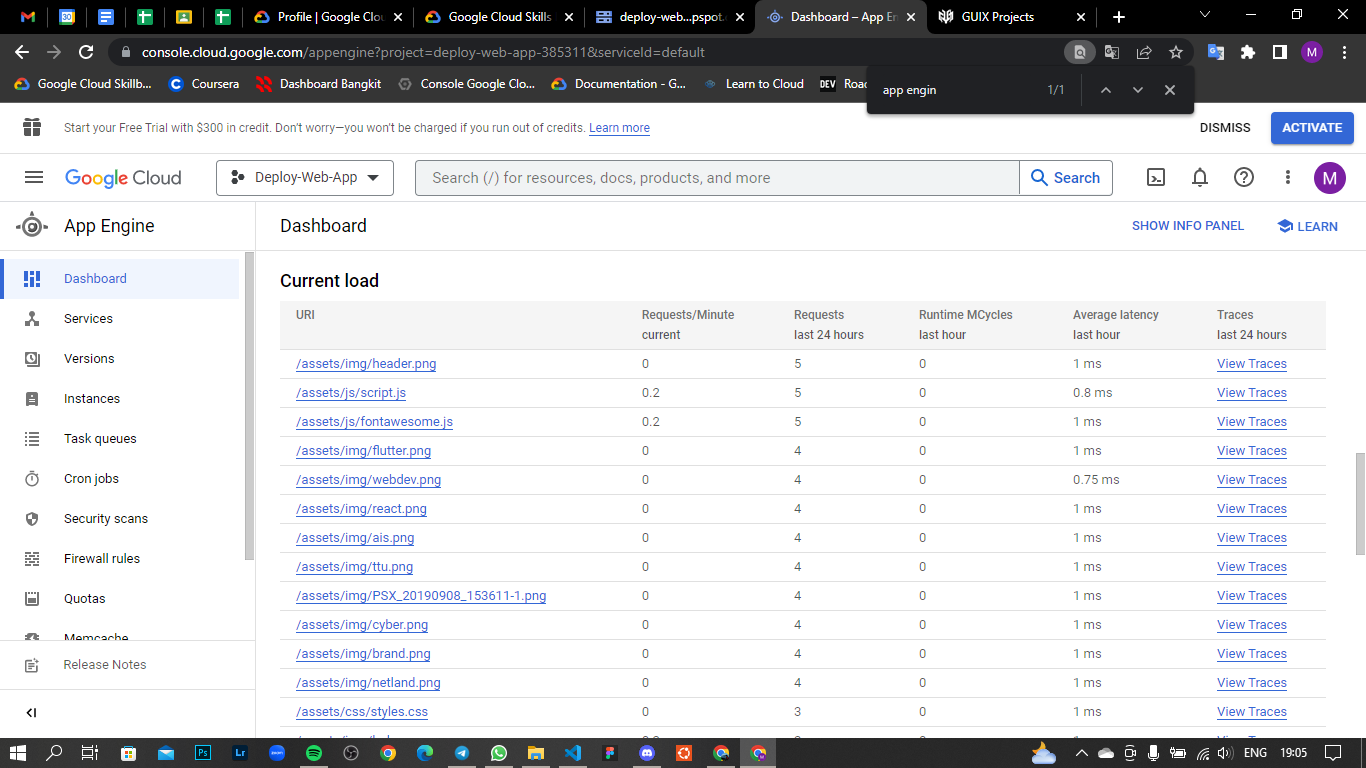 Profile | Google Clou
Google Cloud Skills
deploy-web...pspot.
Dashboard – App En
GUIX Projects
console.cloud.google.com/appengine?project=deploy-web-app-385311&serviceId=default
M
Google Cloud Skillb...
Coursera
Dashboard Bangkit
Console Google Clo...
Documentation - G...
Learn to Cloud
DEV
Road
app engin
1/1
Start your Free Trial with $300 in credit. Don't worry—you won't be charged if you run out of credits. Learn more
DISMISS
ACTIVATE
Google Cloud
Deploy-Web-App
Search (/) for resources, docs, products, and more
Search
M
App Engine
Dashboard
SHOW INFO PANEL
LEARN
Dashboard
Services
Versions
Instances
Task queues
Cron jobs
Security scans
Firewall rules
Quotas
Memcache
Release Notes
Current load
URI Requests/Minute Requests Runtime MCycles Average latency Traces
current last 24 hours last hour last hour last 24 hours
/assets/img/header.png 0 5 0 1 ms View Traces
/assets/js/script.js 0.2 5 0 0.8 ms View Traces
/assets/js/fontawesome.js 0.2 5 0 1 ms View Traces
/assets/img/flutter.png 0 4 0 1 ms View Traces
/assets/img/webdev.png 0 4 0 0.75 ms View Traces
/assets/img/react.png 0 4 0 1 ms View Traces
/assets/img/ais.png 0 4 0 1 ms View Traces
/assets/img/ttu.png 0 4 0 1 ms View Traces
/assets/img/PSX_20190908_153611-1.png 0 4 0 1 ms View Traces
/assets/img/cyber.png 0 4 0 1 ms View Traces
/assets/img/brand.png 0 4 0 1 ms View Traces
/assets/img/netland.png 0 4 0 1 ms View Traces
/assets/css/styles.css 0 3 0 1 ms View Traces
Ps
Lr
zoom
ENG
19:05